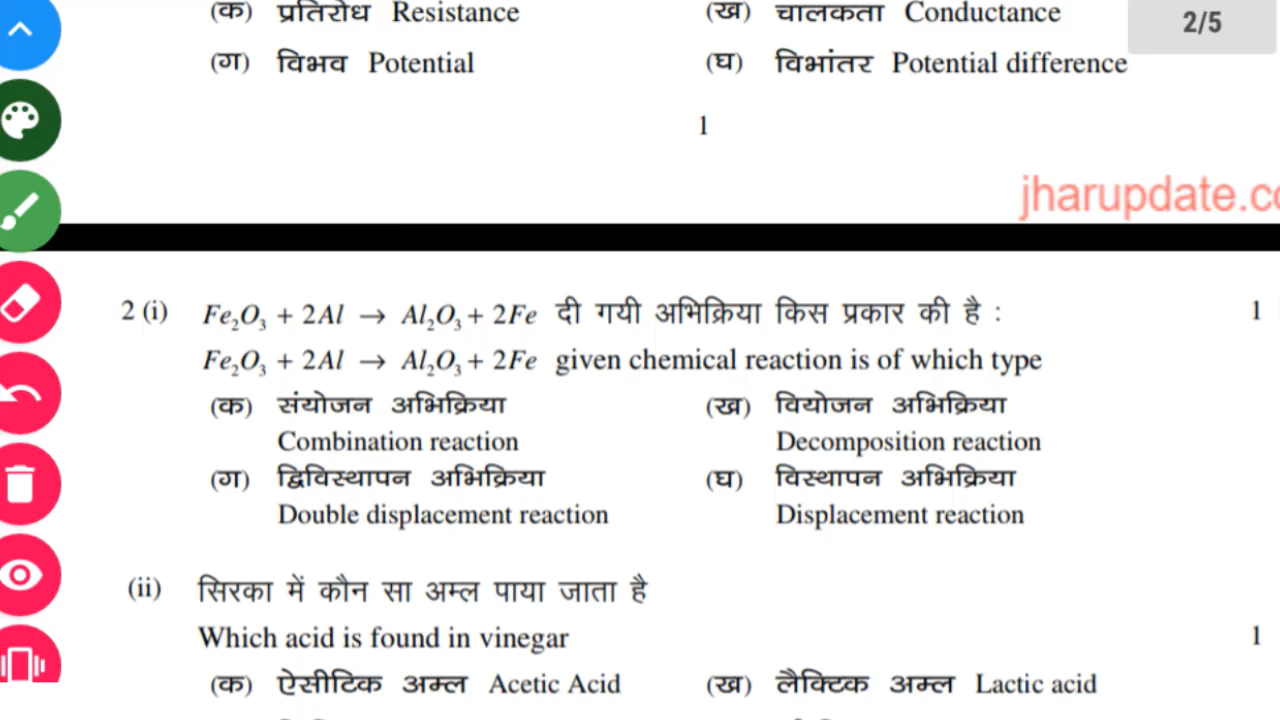 (क) प्रतिरोध Resistance (ख) चालकता Conductance
2/5
(ग) विभव Potential (घ) विभांतर Potential difference
1
jharupdate.co
2 (i) Fe₂O₃ + 2Al → Al₂O₃ + 2Fe दी गयी अभिक्रिया किस प्रकार की है : 1
Fe₂O₃ + 2Al → Al₂O₃ + 2Fe given chemical reaction is of which type
(क) संयोजन अभिक्रिया (ख) वियोजन अभिक्रिया
Combination reaction Decomposition reaction
(ग) द्विविस्थापन अभिक्रिया (घ) विस्थापन अभिक्रिया
Double displacement reaction Displacement reaction
(ii) सिरका में कौन सा अम्ल पाया जाता है
Which acid is found in vinegar 1
(क) ऐसीटिक अम्ल Acetic Acid (ख) लैक्टिक अम्ल Lactic acid